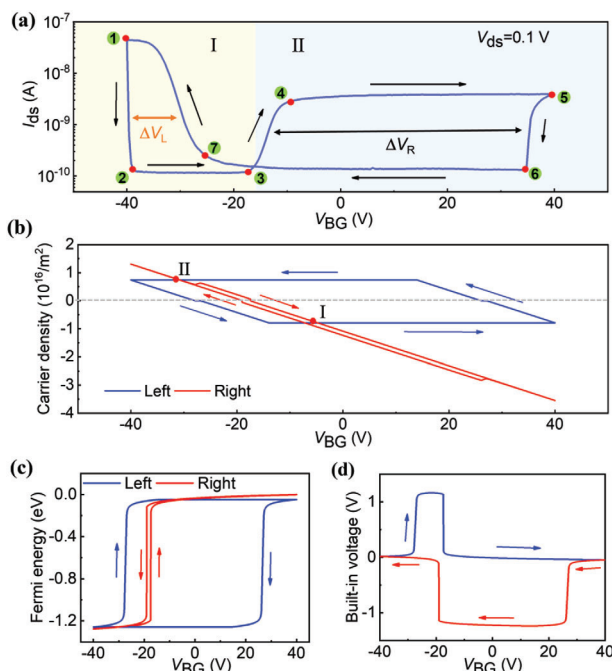 (a)
I
II
V_ds=0.1 V
10⁻⁷
10⁻⁸
10⁻⁹
10⁻¹⁰
I_ds (A)
1
2
3
4
5
6
7
ΔV_L
ΔV_R
-40
-20
0
20
40
V_BG (V)
(b)
2
1
0
-1
-2
-3
-4
Carrier density (10¹⁶/m²)
II
I
Left
Right
-40
-20
0
20
40
V_BG (V)
(c)
Left
Right
0.0
-0.4
-0.8
-1.2
Fermi energy (eV)
-40
-20
0
20
40
V_BG (V)
(d)
1
0
-1
Built-in voltage (V)
-40
-20
0
20
40
V_BG (V)